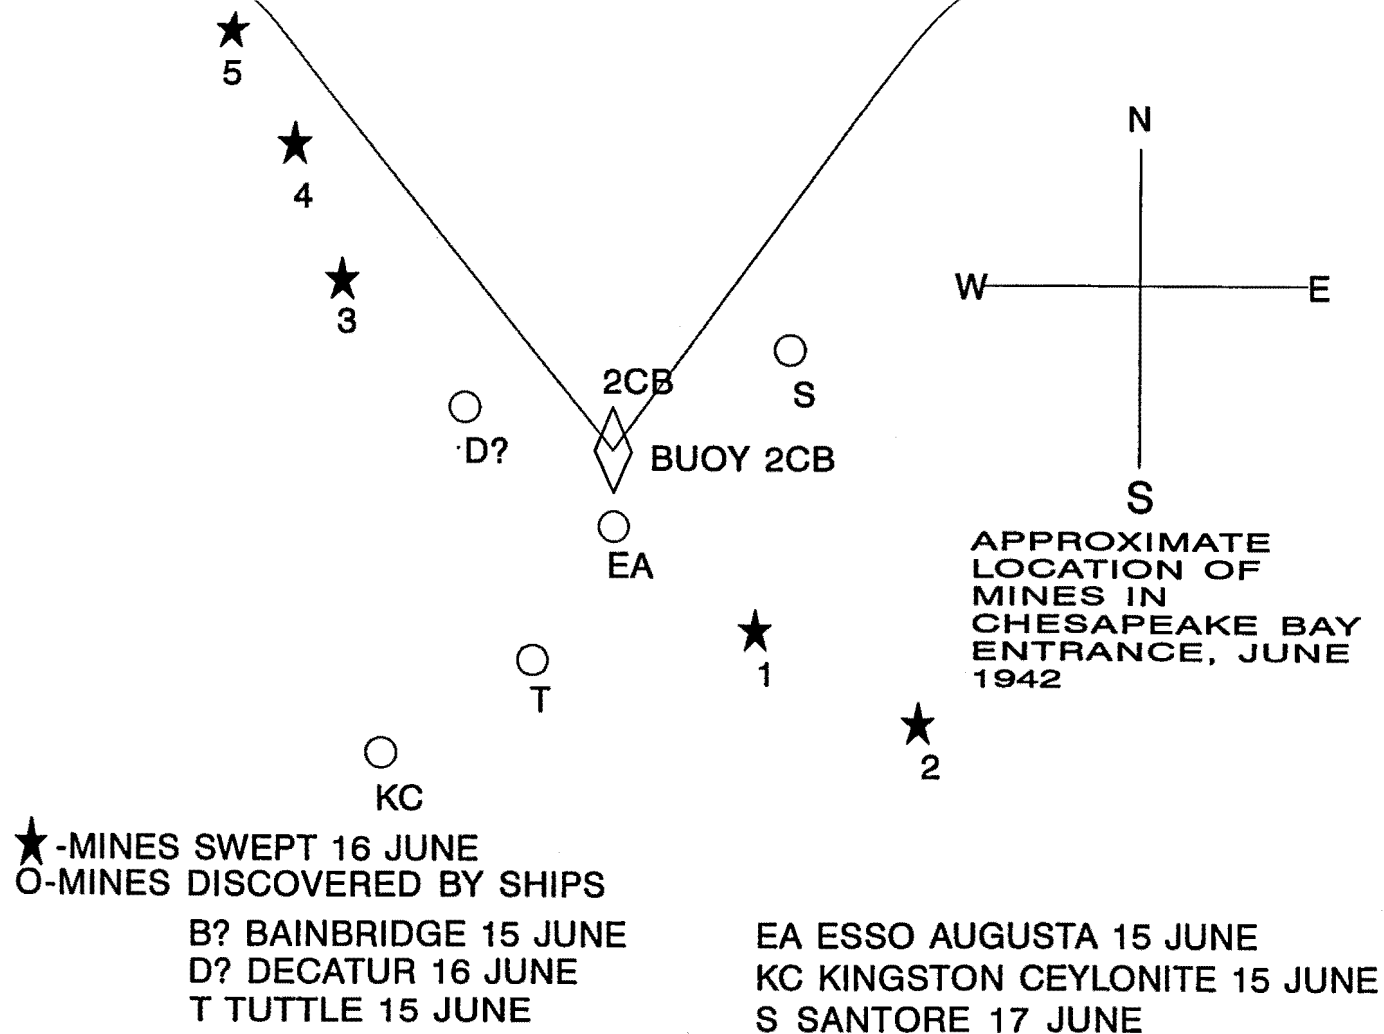 5
N
4
W
E
3
2CB
S
D?
BUOY 2CB
S
EA
APPROXIMATE
LOCATION OF
MINES IN
CHESAPEAKE BAY
ENTRANCE, JUNE
1942
1
T
2
KC
★-MINES SWEPT 16 JUNE
O-MINES DISCOVERED BY SHIPS
B? BAINBRIDGE 15 JUNE
D? DECATUR 16 JUNE
T TUTTLE 15 JUNE
EA ESSO AUGUSTA 15 JUNE
KC KINGSTON CEYLONITE 15 JUNE
S SANTORE 17 JUNE